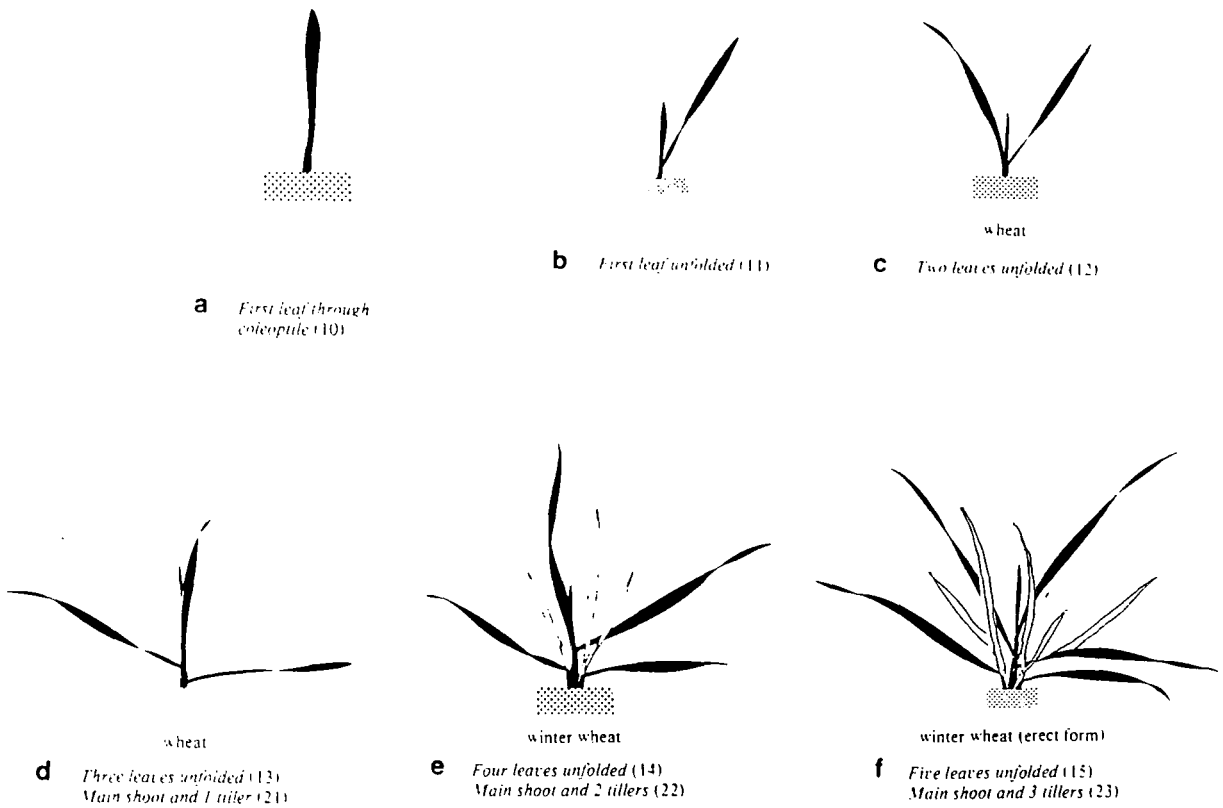 wheat
b First leaf unfolded (11)
c Two leaves unfolded (12)
a First leaf through
coleoptile (10)
wheat
winter wheat
winter wheat (erect form)
d Three leaves unfolded (13)
Main shoot and 1 tiller (21)
e Four leaves unfolded (14)
Main shoot and 2 tillers (22)
f Five leaves unfolded (15)
Main shoot and 3 tillers (23)